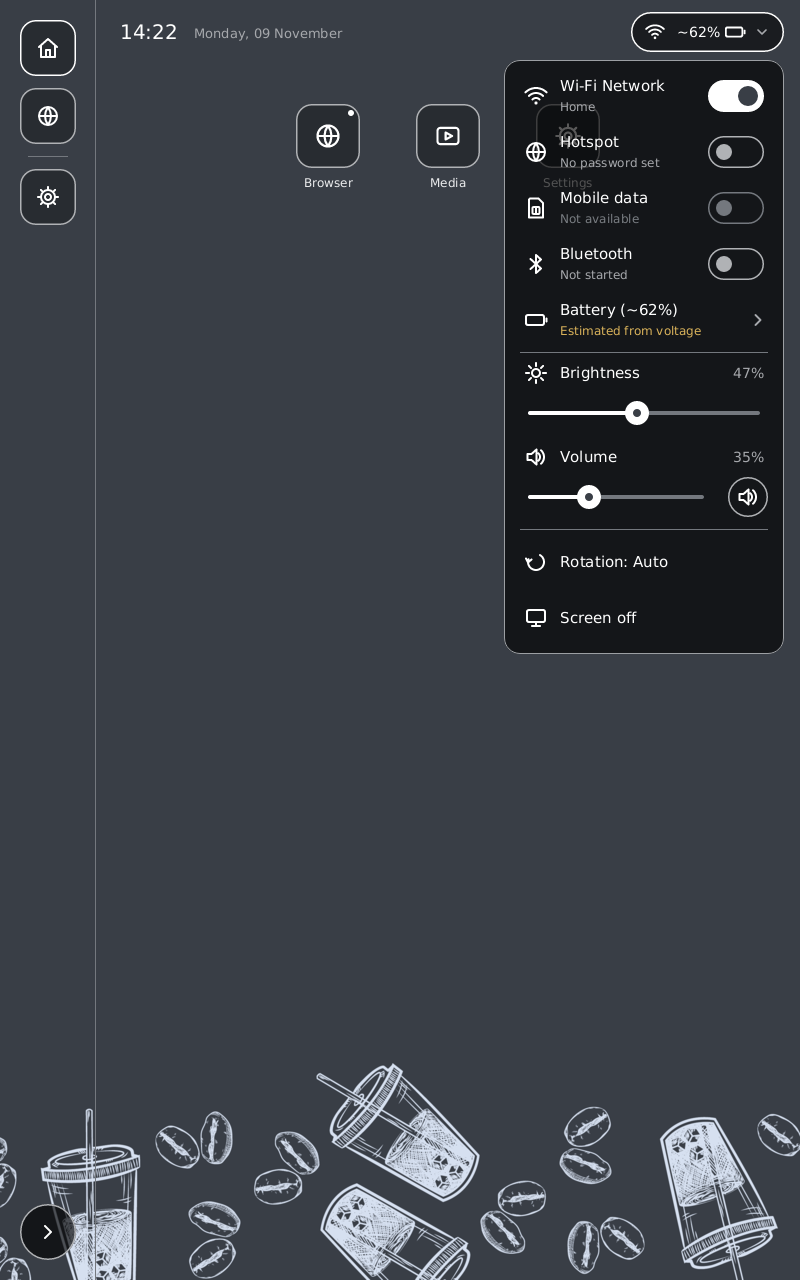 14:22 Monday, 09 November
~62%
Browser
Media
Settings
Wi-Fi Network
Home
Hotspot
No password set
Mobile data
Not available
Bluetooth
Not started
Battery (~62%)
Estimated from voltage
Brightness 47%
Volume 35%
Rotation: Auto
Screen off